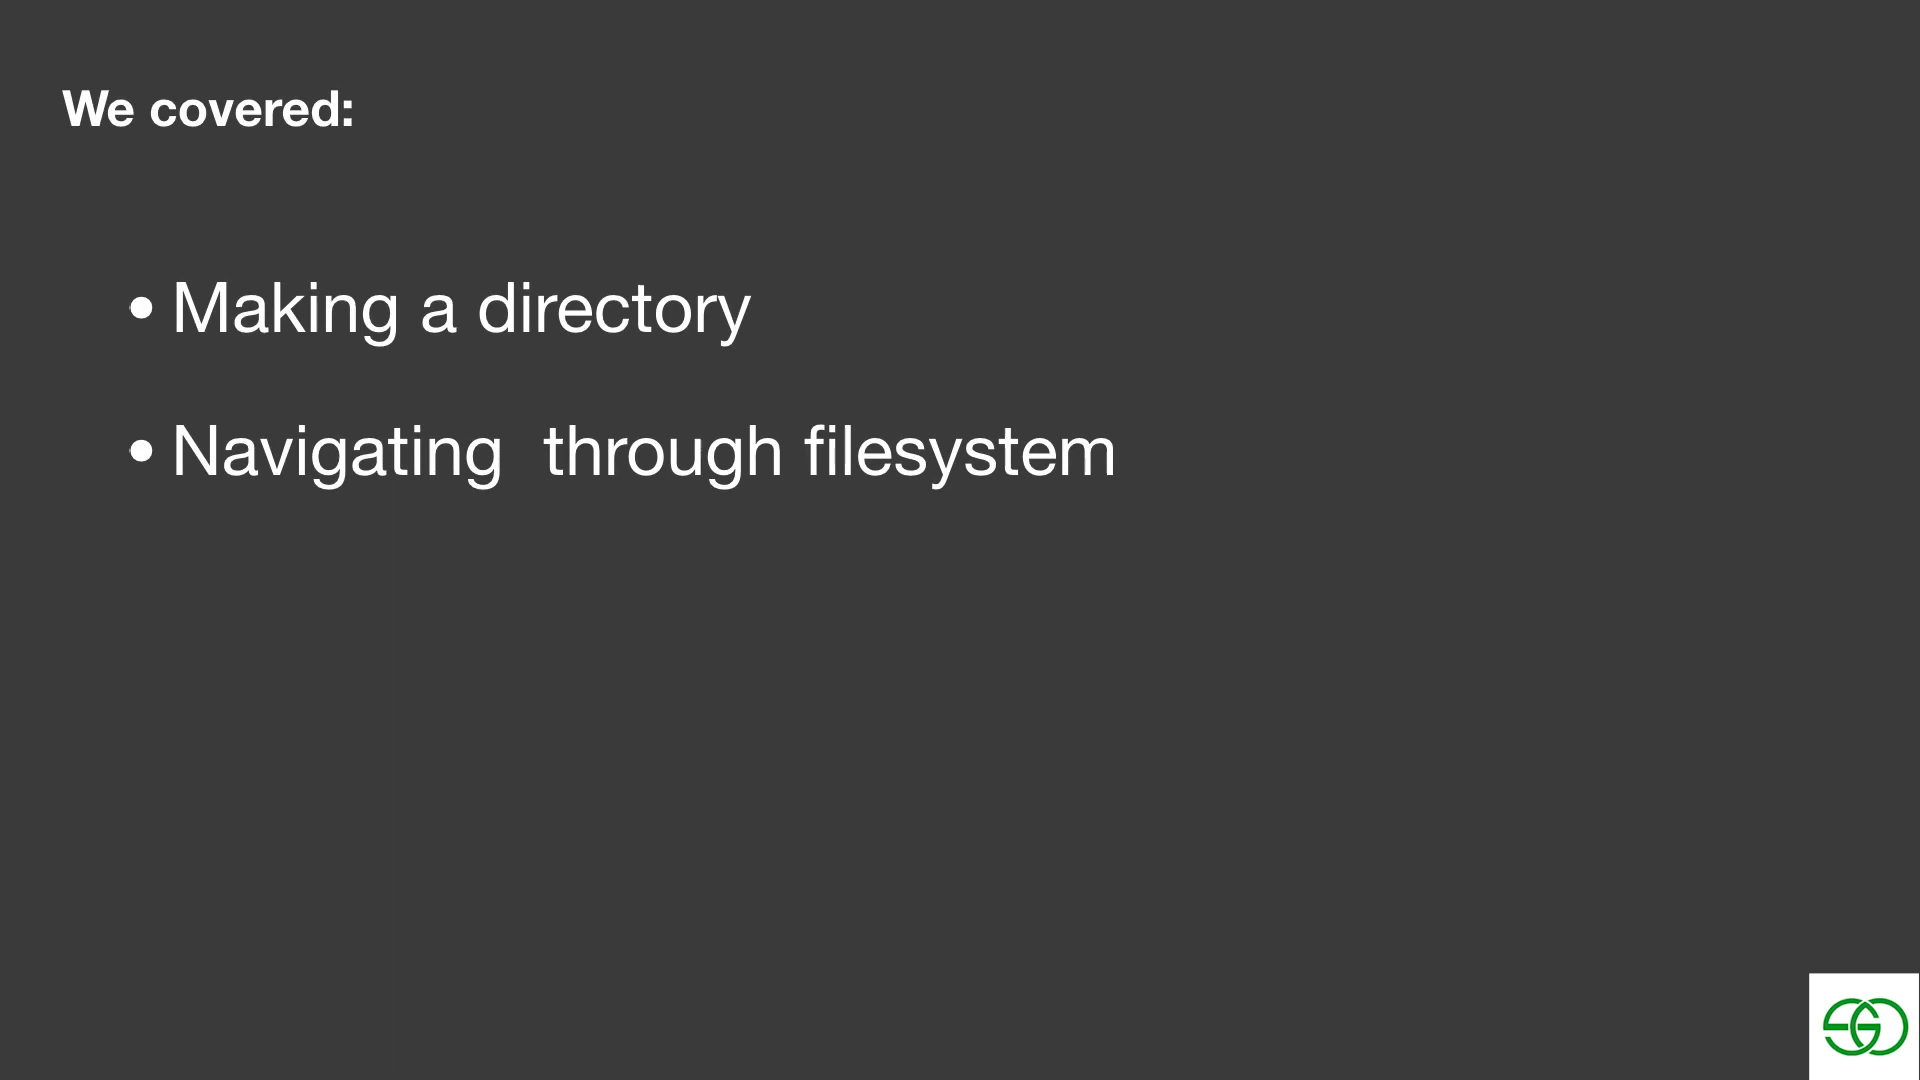 We covered:
• Making a directory
• Navigating  through filesystem